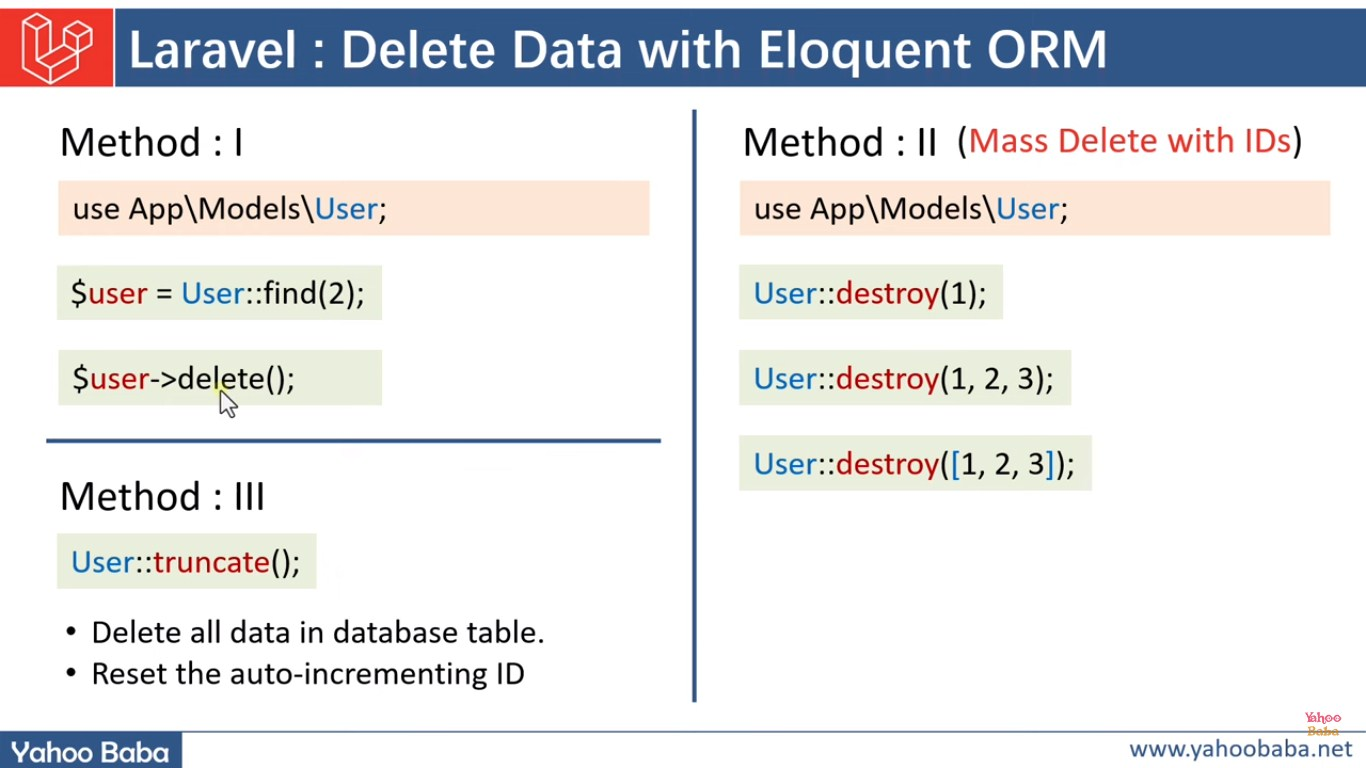 Laravel : Delete Data with Eloquent ORM
Method : I
use App\Models\User;
$user = User::find(2);
$user->delete();
Method : III
User::truncate();
• Delete all data in database table.
• Reset the auto-incrementing ID
Method : II (Mass Delete with IDs)
use App\Models\User;
User::destroy(1);
User::destroy(1, 2, 3);
User::destroy([1, 2, 3]);
Yahoo
Baba
Yahoo Baba
www.yahoobaba.net